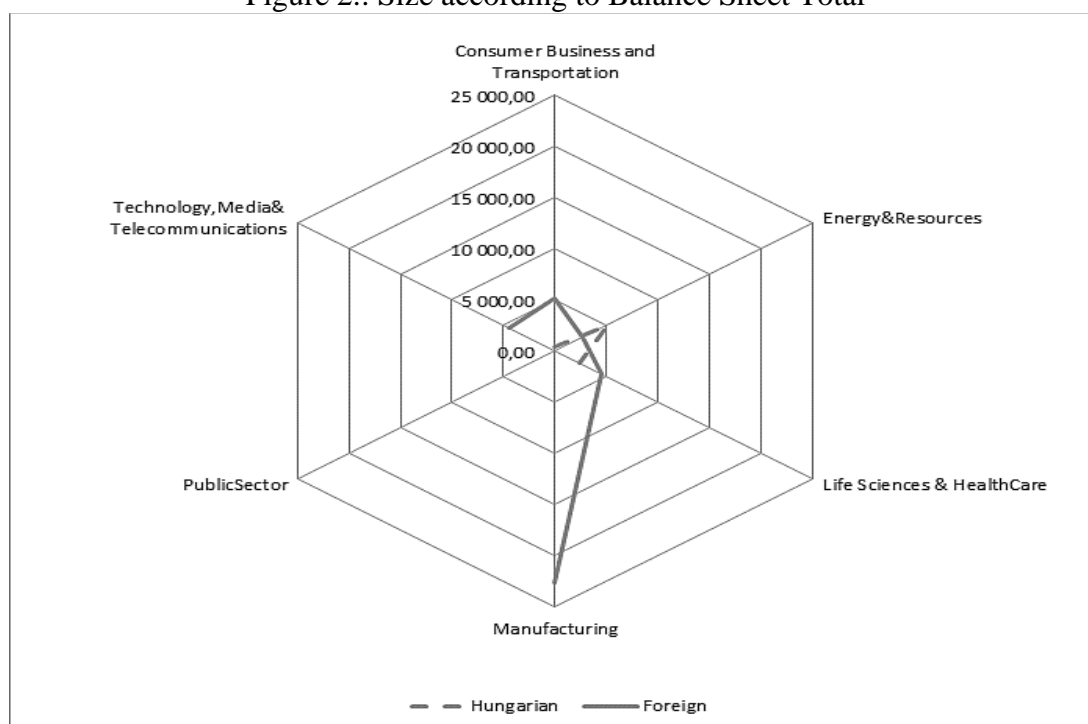 Figure 2.: Size according to Balance Sheet Total
Consumer Business and
Transportation
25 000,00
20 000,00
15 000,00
10 000,00
5 000,00
0,00
Technology,Media&
Telecommunications
Energy&Resources
PublicSector
Life Sciences & HealthCare
Manufacturing
Hungarian
Foreign